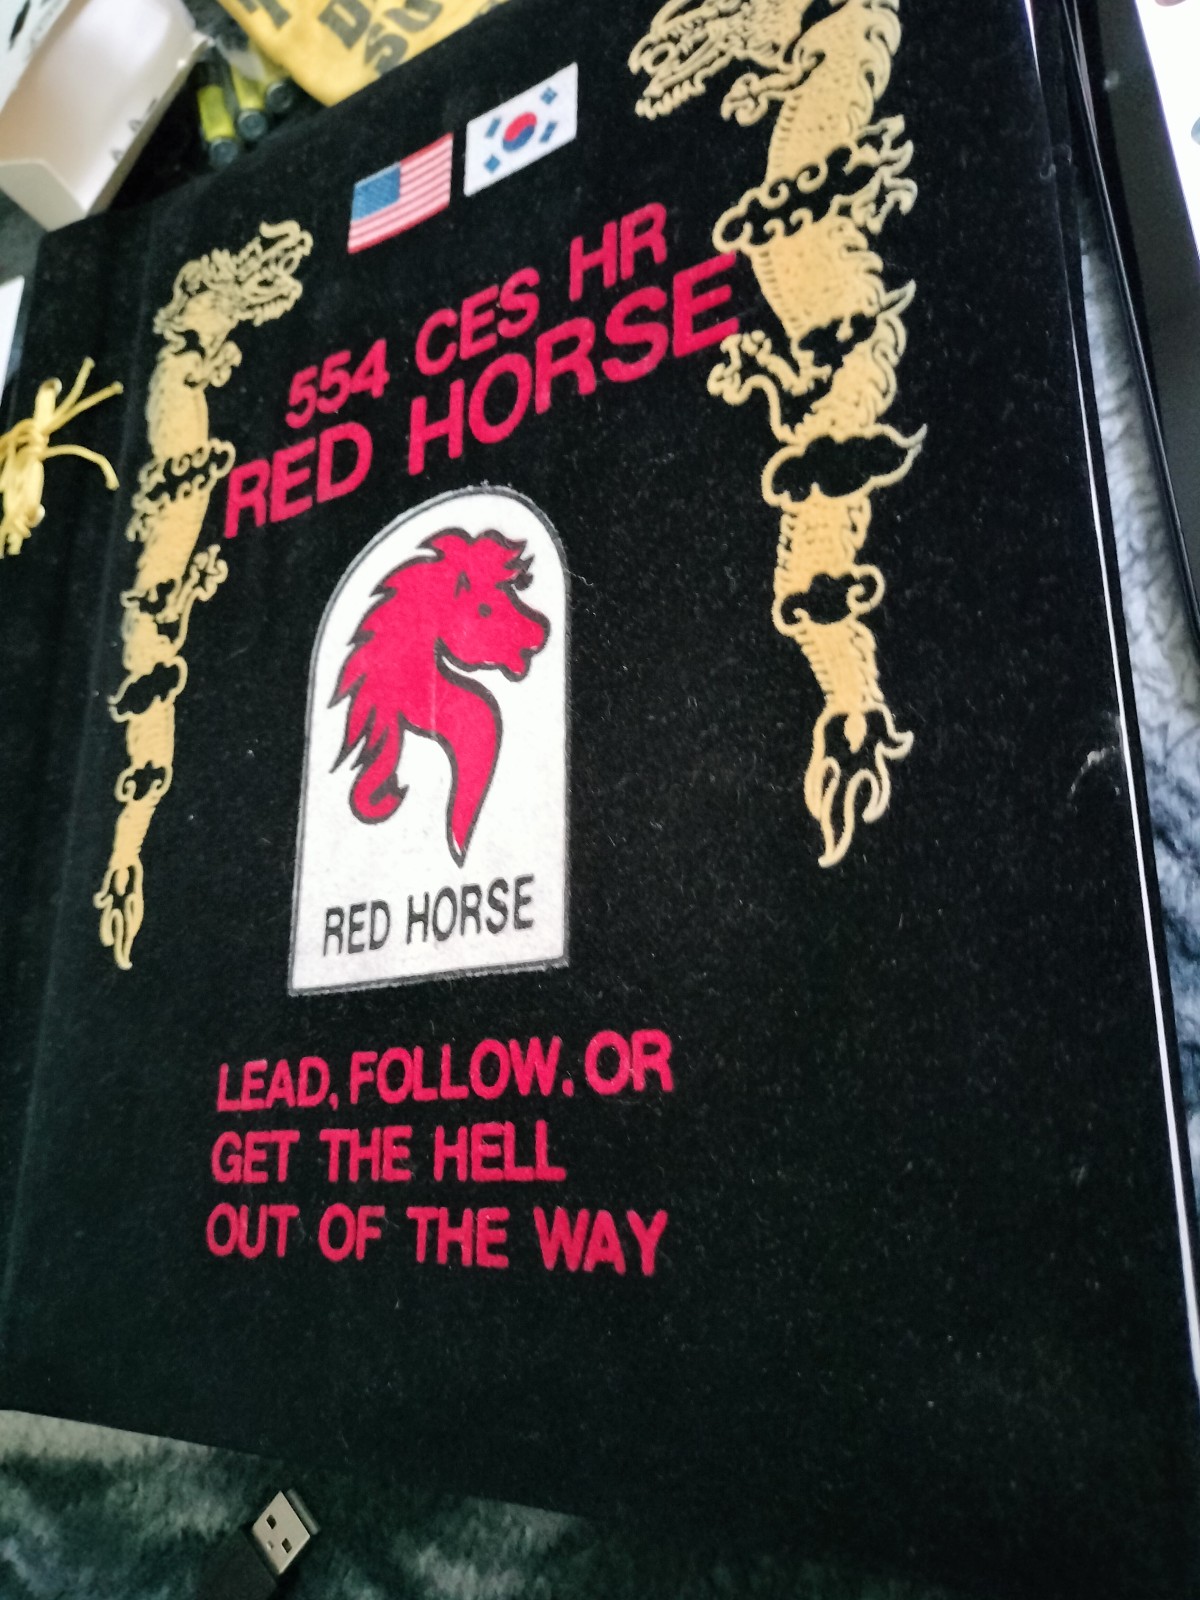 554 CES HR
RED HORSE
RED HORSE
LEAD, FOLLOW. OR
GET THE HELL
OUT OF THE WAY